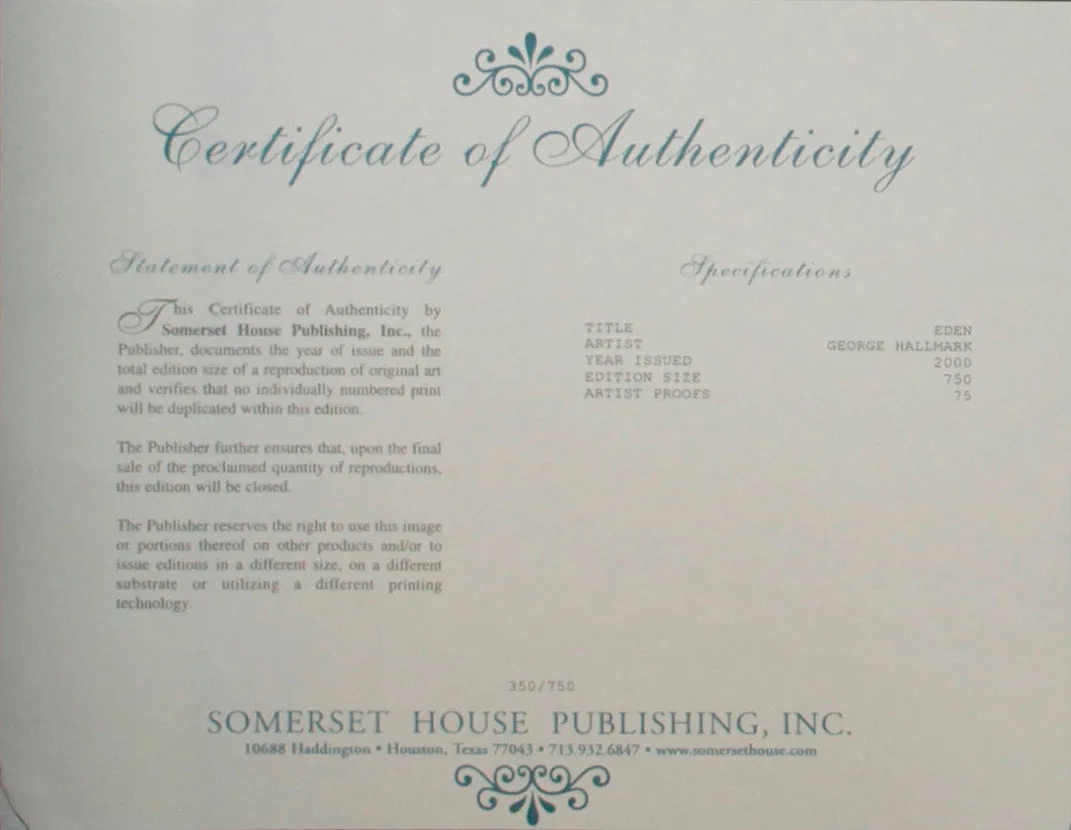 Certificate of Authenticity
Statement of Authenticity
This Certificate of Authenticity by
Somerset House Publishing, Inc., the
Publisher, documents the year of issue and the
total edition size of a reproduction of original art
and verifies that no individually numbered print
will be duplicated within this edition.
The Publisher further ensures that, upon the final
sale of the proclaimed quantity of reproductions,
this edition will be closed.
The Publisher reserves the right to use this image
or portions thereof on other products and/or to
issue editions in a different size, on a different
substrate or utilizing a different printing
technology.
Specifications
TITLE EDEN
ARTIST GEORGE HALLMARK
YEAR ISSUED 2000
EDITION SIZE 750
ARTIST PROOFS 75
350/750
SOMERSET HOUSE PUBLISHING, INC.
10688 Haddington • Houston, Texas 77043 • 713.932.6847 • www.somersethouse.com